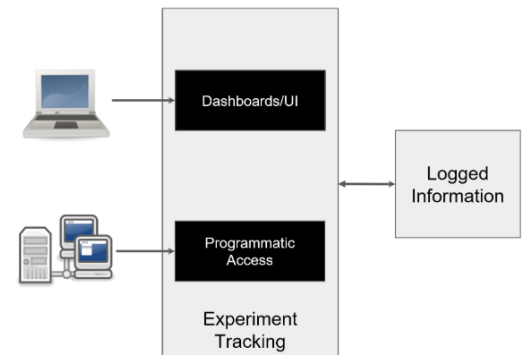 Dashboards/UI
Logged
Information
Programmatic
Access
Experiment
Tracking